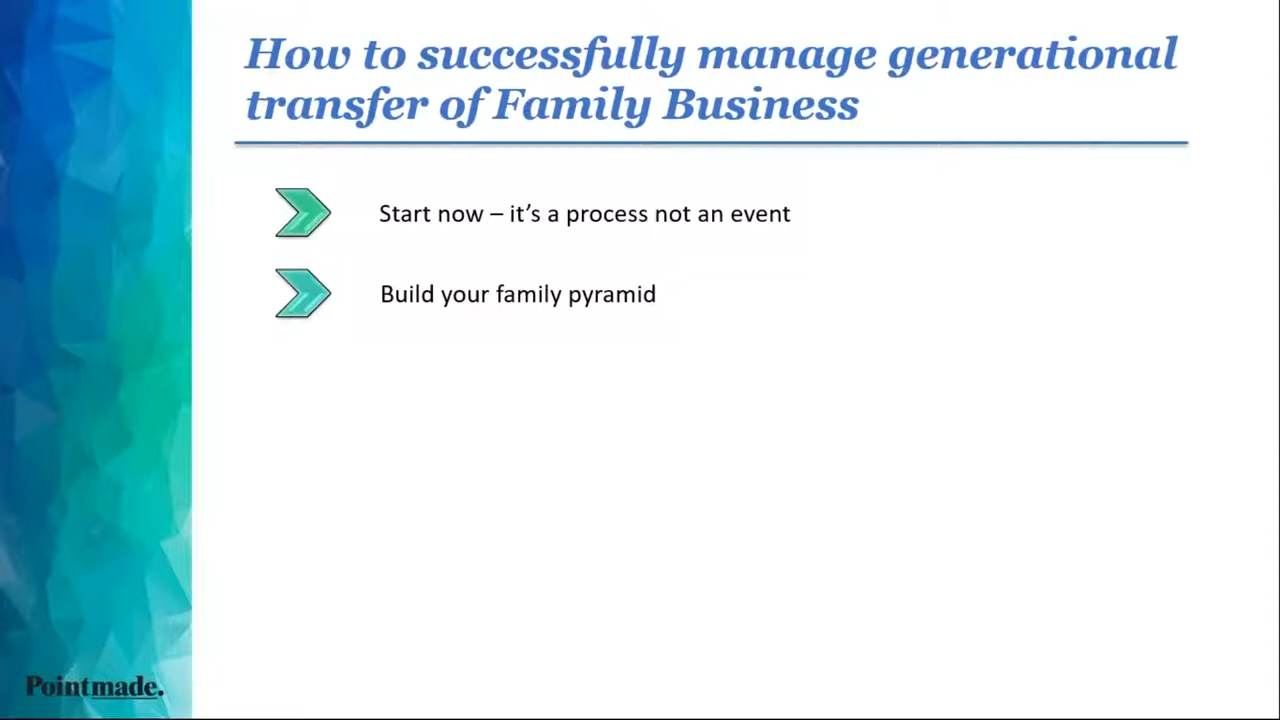 How to successfully manage generational
transfer of Family Business
Start now – it’s a process not an event
Build your family pyramid
Pointmade.